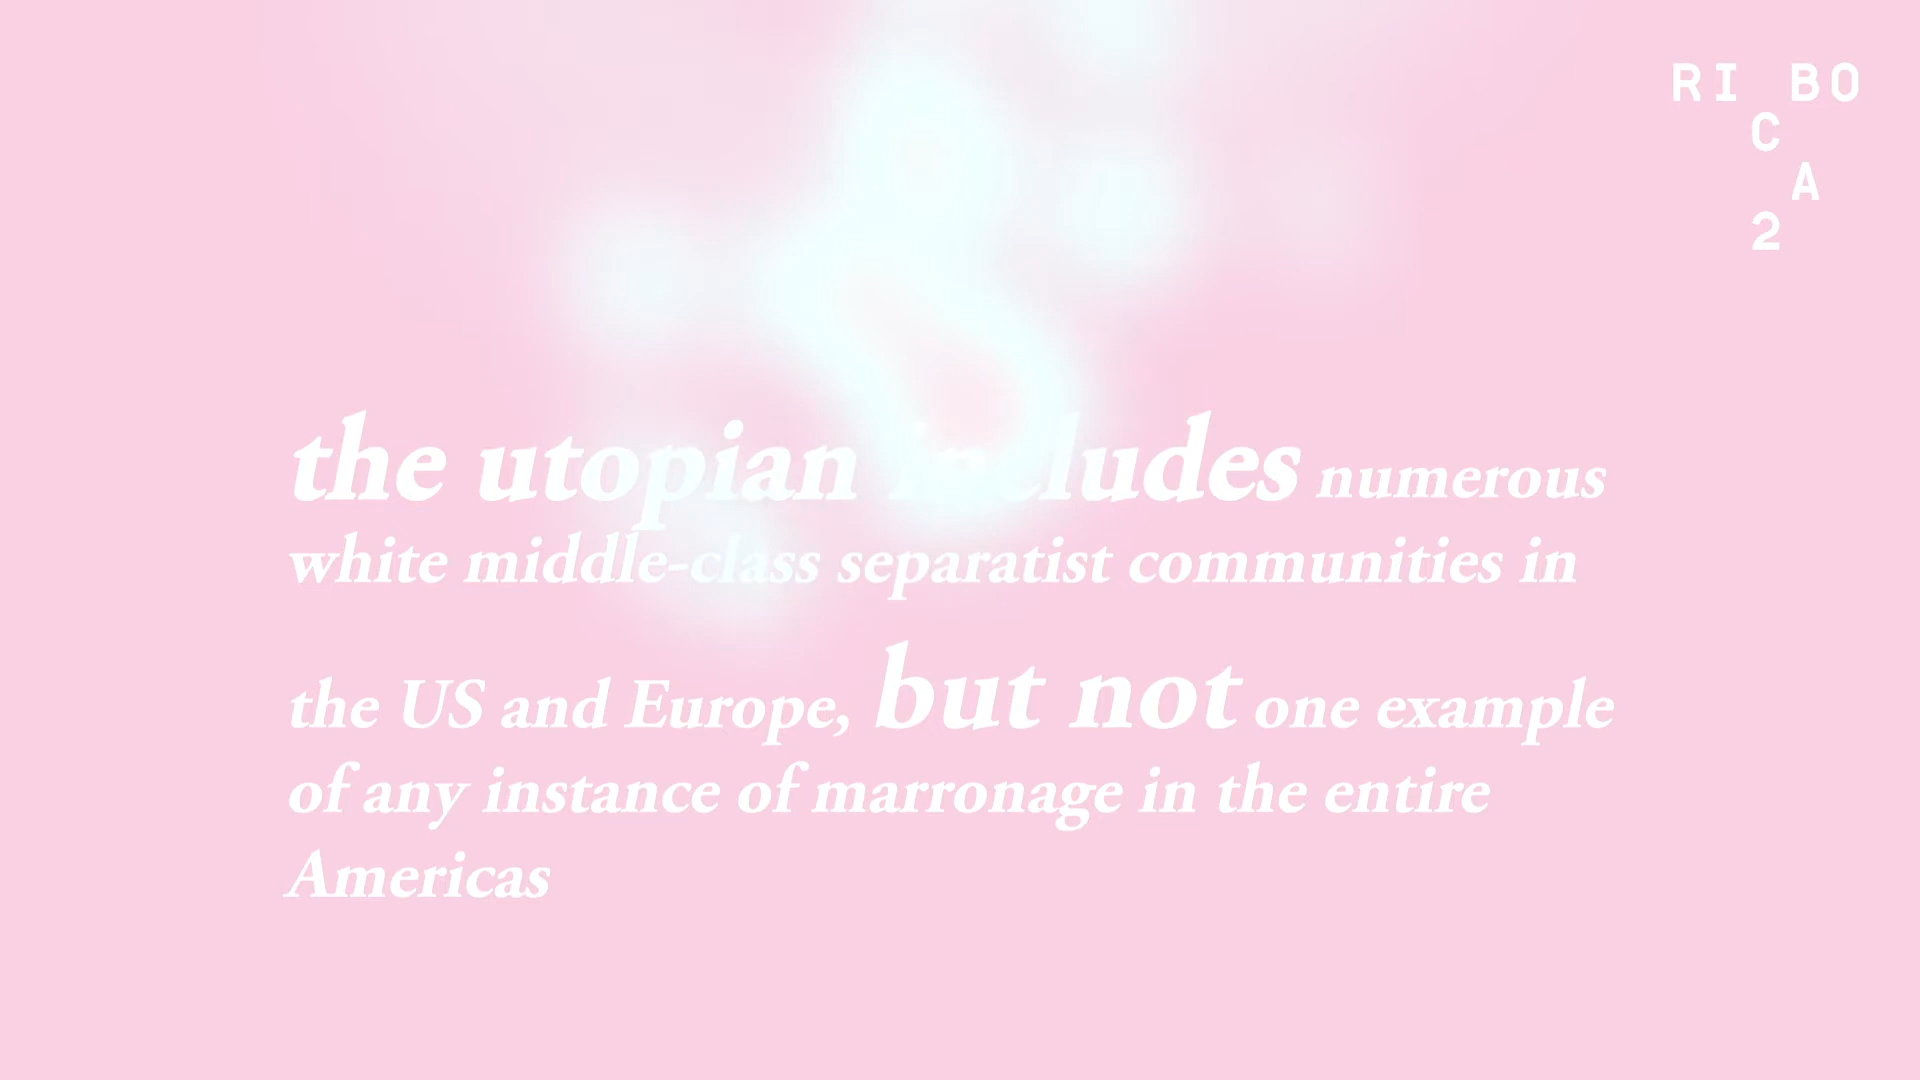 RI BO
C
A
2
the utopian includes numerous
white middle-class separatist communities in
the US and Europe, but not one example
of any instance of marronage in the entire
Americas